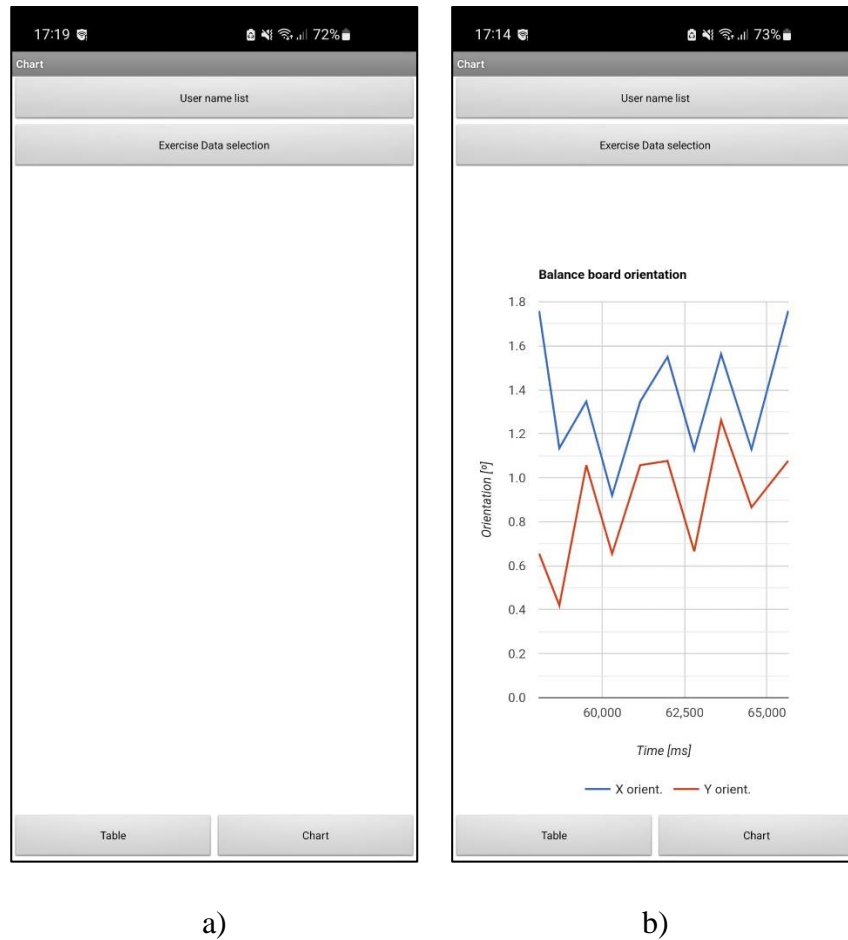 17:19 72%
Chart
User name list
Exercise Data selection
Table Chart
a)
17:14 73%
Chart
User name list
Exercise Data selection
Balance board orientation
1.8
1.6
1.4
1.2
1.0
0.8
0.6
0.4
0.2
0.0
Orientation [º]
60,000 62,500 65,000
Time [ms]
X orient. Y orient.
Table Chart
b)